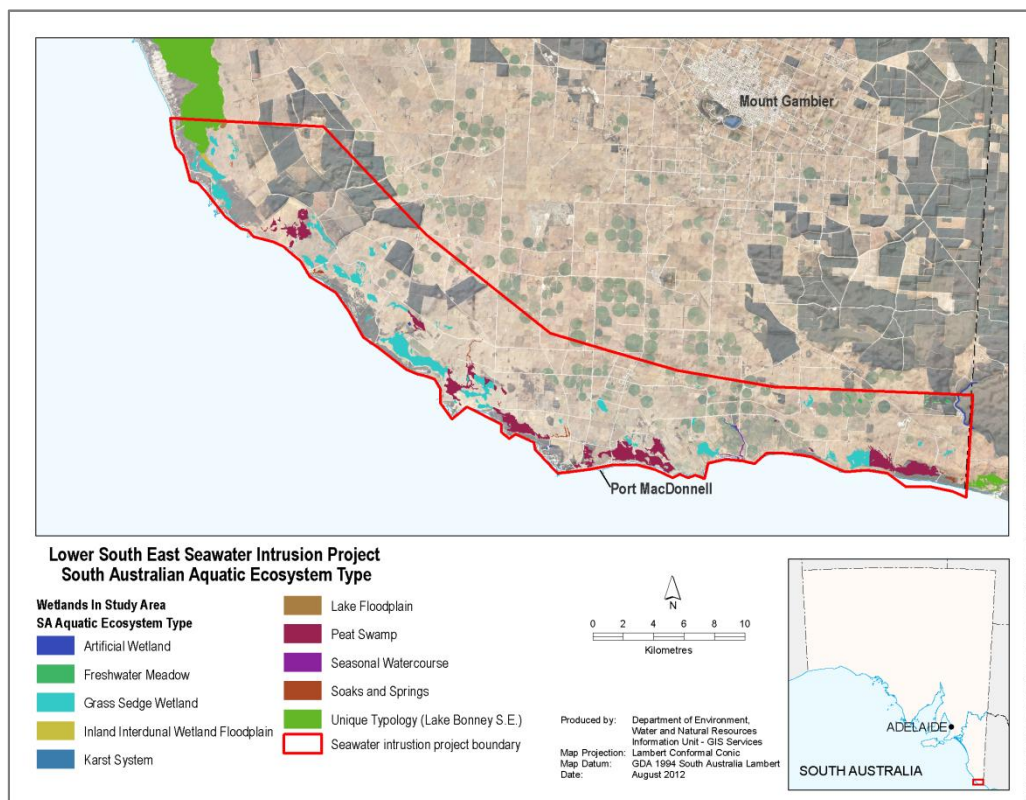 Mount Gambier
Port MacDonnell
Lower South East Seawater Intrusion Project
South Australian Aquatic Ecosystem Type
Wetlands In Study Area
SA Aquatic Ecosystem Type
Artificial Wetland
Freshwater Meadow
Grass Sedge Wetland
Inland Interdunal Wetland Floodplain
Karst System
Lake Floodplain
Peat Swamp
Seasonal Watercourse
Soaks and Springs
Unique Typology (Lake Bonney S.E.)
Seawater intrustion project boundary
N
0 2 4 6 8 10
Kilometres
Produced by: Department of Environment,
Water and Natural Resources
Information Unit - GIS Services
Map Projection: Lambert Conformal Conic
Map Datum: GDA 1994 South Australia Lambert
Date: August 2012
ADELAIDE
SOUTH AUSTRALIA